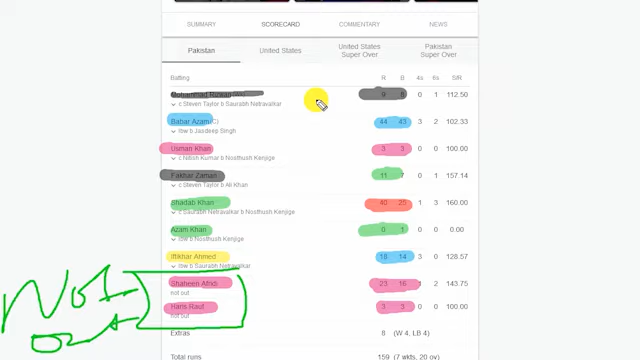 SUMMARY SCORECARD COMMENTARY NEWS
Pakistan United States United States Super Over Pakistan Super Over
Batting R B 4s 6s S/R
Mohammad Rizwan 9 8 0 1 112.50
c Steven Taylor b Saurabh Netravalkar
Babar Azam (C) 44 43 3 2 102.33
lbw b Jasdeep Singh
Usman Khan 3 3 0 0 100.00
c Nitish Kumar b Nosthush Kenjige
Fakhar Zaman 11 7 0 1 157.14
c Steven Taylor b Ali Khan
Shadab Khan 40 25 1 3 160.00
c Saurabh Netravalkar b Nosthush Kenjige
Azam Khan 0 1 0 0 0.00
lbw b Nosthush Kenjige
Iftikhar Ahmed 18 14 3 0 128.57
lbw b Saurabh Netravalkar
Shaheen Afridi 23 16 1 2 143.75
not out
Haris Rauf 3 3 0 0 100.00
not out
Not
Extras 8 (W 4, LB 4)
Total runs 159 (7 wkts, 20 ov)